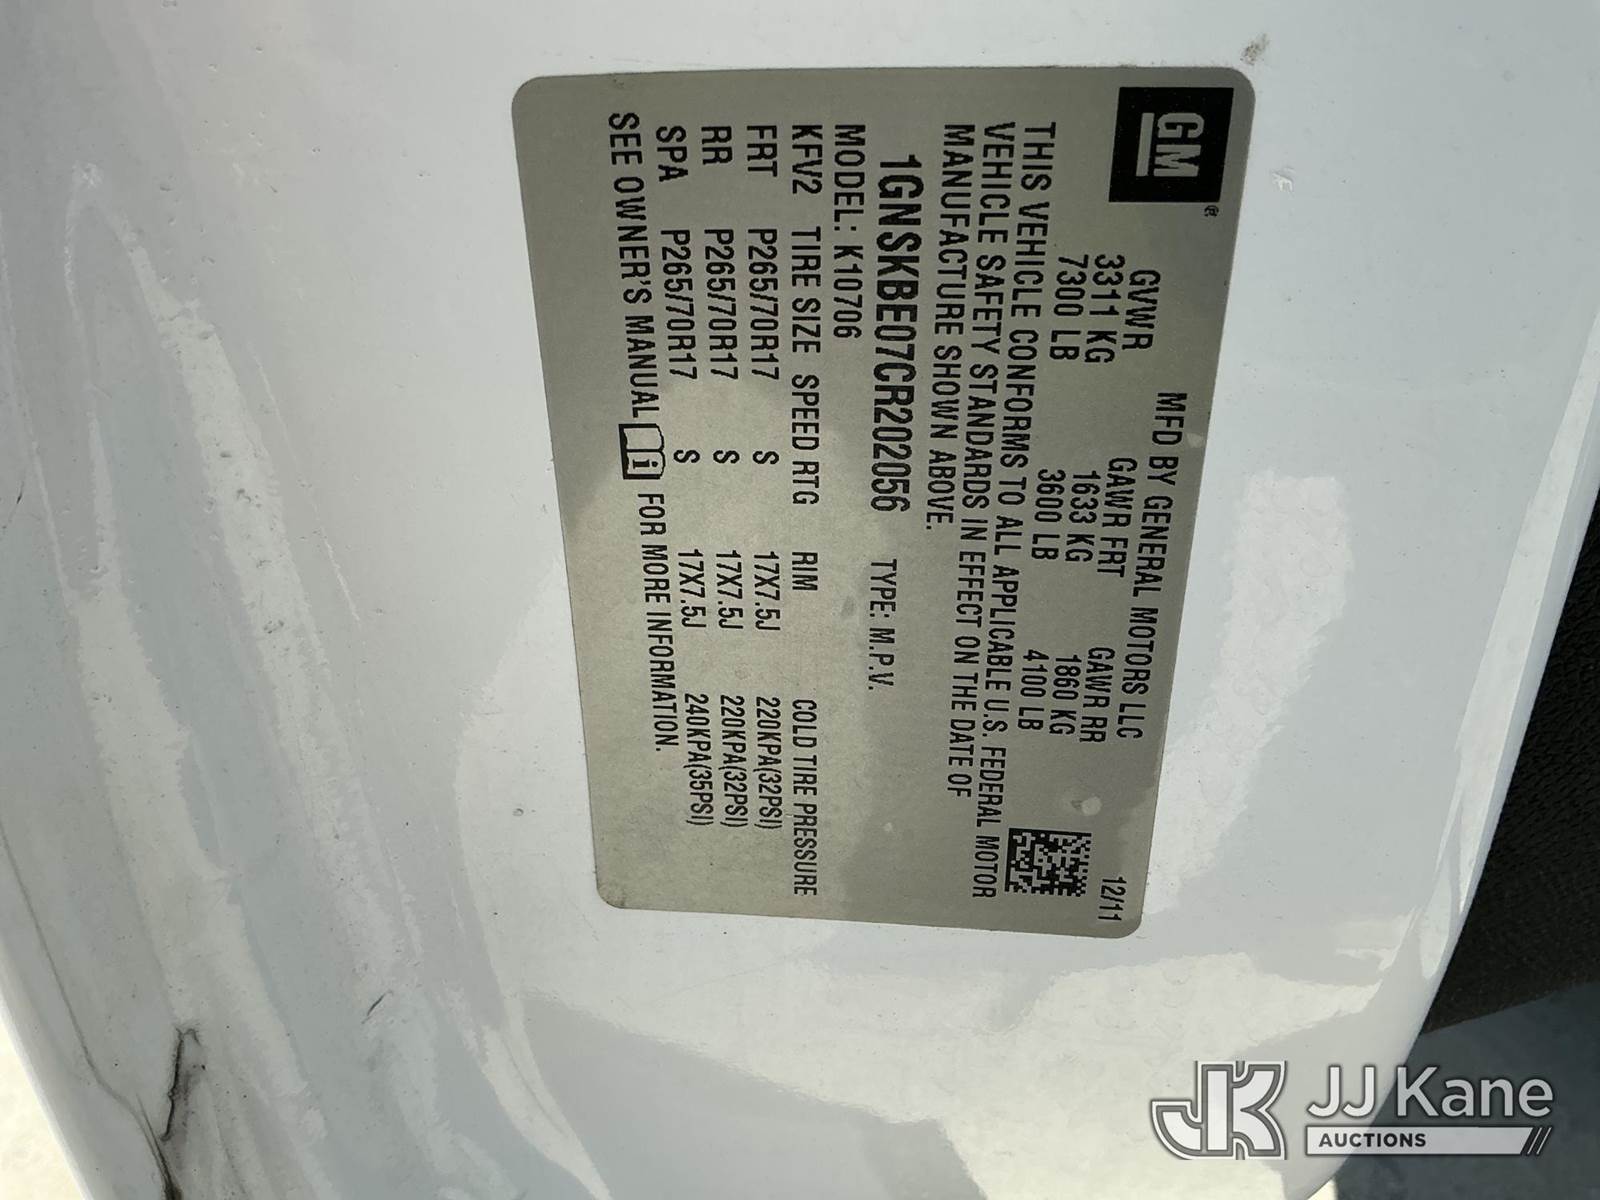 GM®
MFD BY GENERAL MOTORS LLC 12/11
GVWR GAWR FRT GAWR RR
3311 KG 1633 KG 1860 KG
7300 LB 3600 LB 4100 LB
THIS VEHICLE CONFORMS TO ALL APPLICABLE U.S. FEDERAL MOTOR
VEHICLE SAFETY STANDARDS IN EFFECT ON THE DATE OF
MANUFACTURE SHOWN ABOVE.
1GNSKBE07CR202056 TYPE: M.P.V.
MODEL: K10706
KFV2 TIRE SIZE SPEED RTG RIM COLD TIRE PRESSURE
FRT P265/70R17 S 17X7.5J 220KPA(32PSI)
RR P265/70R17 S 17X7.5J 220KPA(32PSI)
SPA P265/70R17 S 17X7.5J 240KPA(35PSI)
SEE OWNER'S MANUAL i FOR MORE INFORMATION.
JK JJ Kane
AUCTIONS